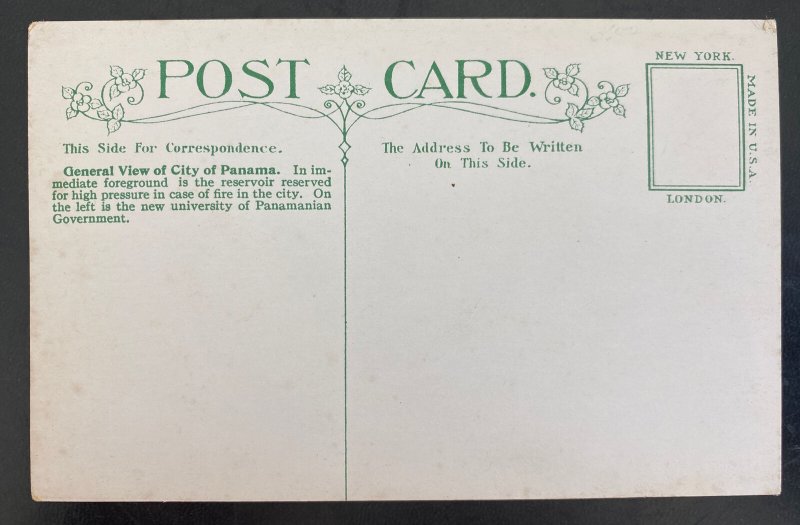 POST CARD.
This Side For Correspondence.
General View of City of Panama. In im-
mediate foreground is the reservoir reserved
for high pressure in case of fire in the city. On
the left is the new university of Panamanian
Government.
The Address To Be Written
On This Side.
NEW YORK.
MADE IN U.S.A
LONDON.